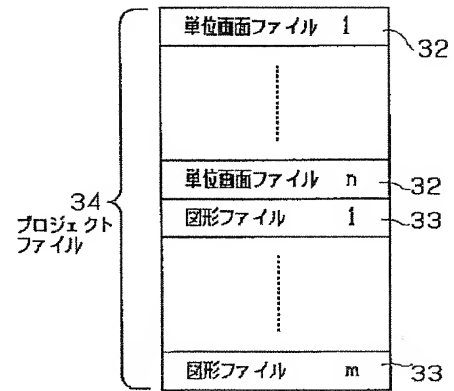 単位画面ファイル 1
32
単位画面ファイル n
32
34
プロジェクト
ファイル
図形ファイル 1
33
図形ファイル m
33